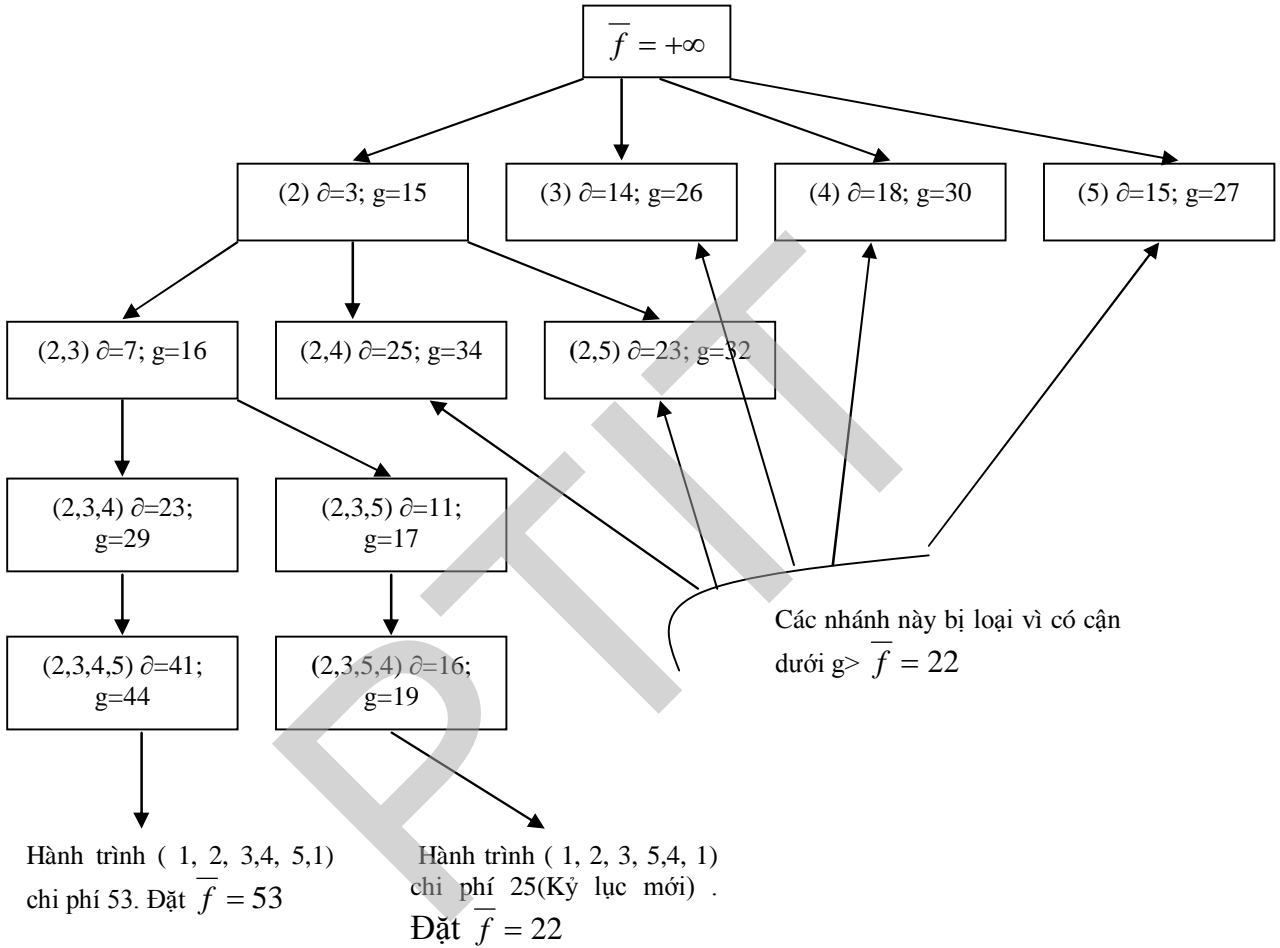 f̅ = +∞
(2) ∂=3; g=15
(3) ∂=14; g=26
(4) ∂=18; g=30
(5) ∂=15; g=27
(2,3) ∂=7; g=16
(2,4) ∂=25; g=34
(2,5) ∂=23; g=32
(2,3,4) ∂=23;
g=29
(2,3,5) ∂=11;
g=17
Các nhánh này bị loại vì có cận
dưới g> f̅ = 22
(2,3,4,5) ∂=41;
g=44
(2,3,5,4) ∂=16;
g=19
Hành trình ( 1, 2, 3,4, 5,1)
chi phí 53. Đặt f̅ = 53
Hành trình ( 1, 2, 3, 5,4, 1)
chi phí 25(Kỷ lục mới) .
Đặt f̅ = 22
PTIT